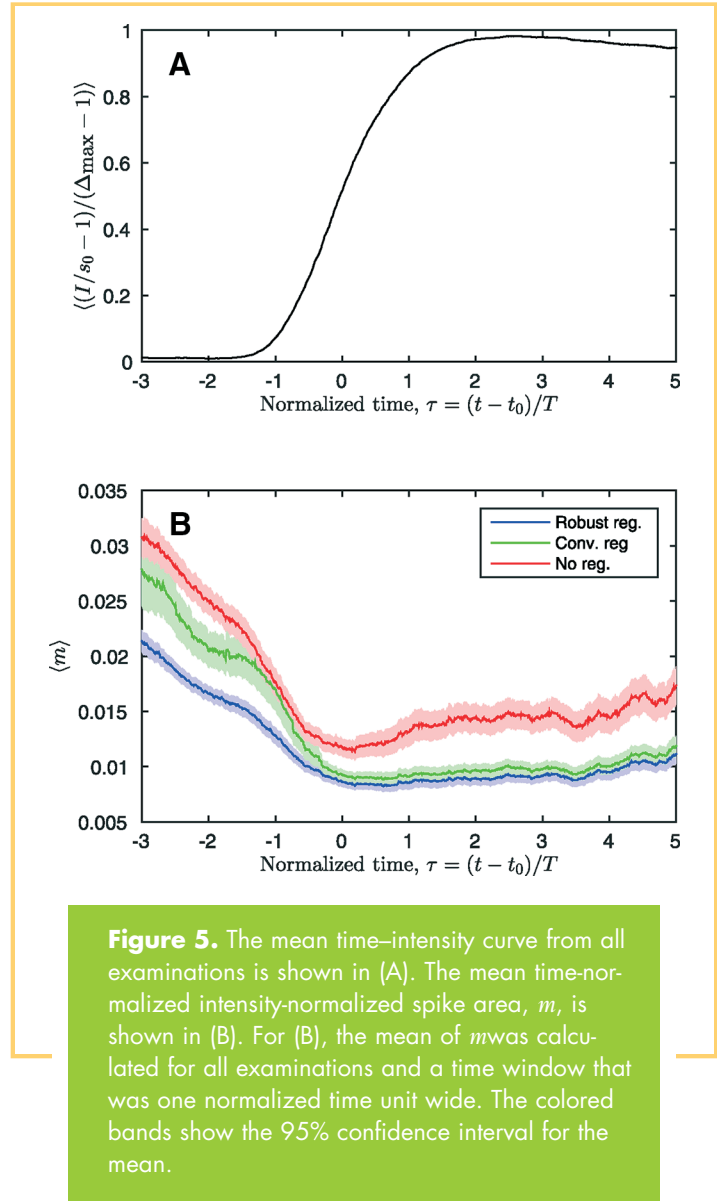 A
1
0.8
0.6
0.4
0.2
0
⟨(I/s₀ − 1)/(Δmax − 1)⟩
-3 -2 -1 0 1 2 3 4 5
Normalized time, τ = (t − t₀)/T
B
0.035
0.03
0.025
0.02
0.015
0.01
0.005
⟨m⟩
Robust reg.
Conv. reg
No reg.
-3 -2 -1 0 1 2 3 4 5
Normalized time, τ = (t − t₀)/T
Figure 5. The mean time–intensity curve from all
examinations is shown in (A). The mean time-nor-
malized intensity-normalized spike area, m, is
shown in (B). For (B), the mean of mwas calcu-
lated for all examinations and a time window that
was one normalized time unit wide. The colored
bands show the 95% confidence interval for the
mean.